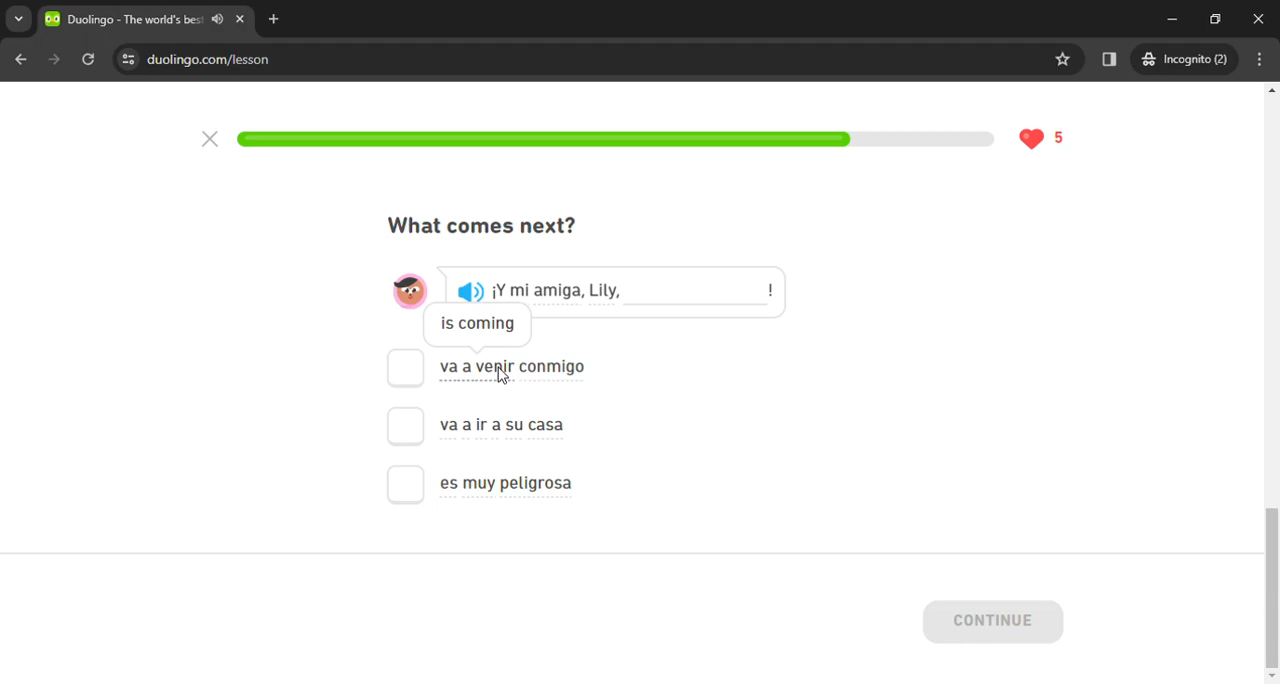 Duolingo - The world's bes
duolingo.com/lesson
Incognito (2)
5
What comes next?
¡Y mi amiga, Lily, !
is coming
va a venir conmigo
va a ir a su casa
es muy peligrosa
CONTINUE